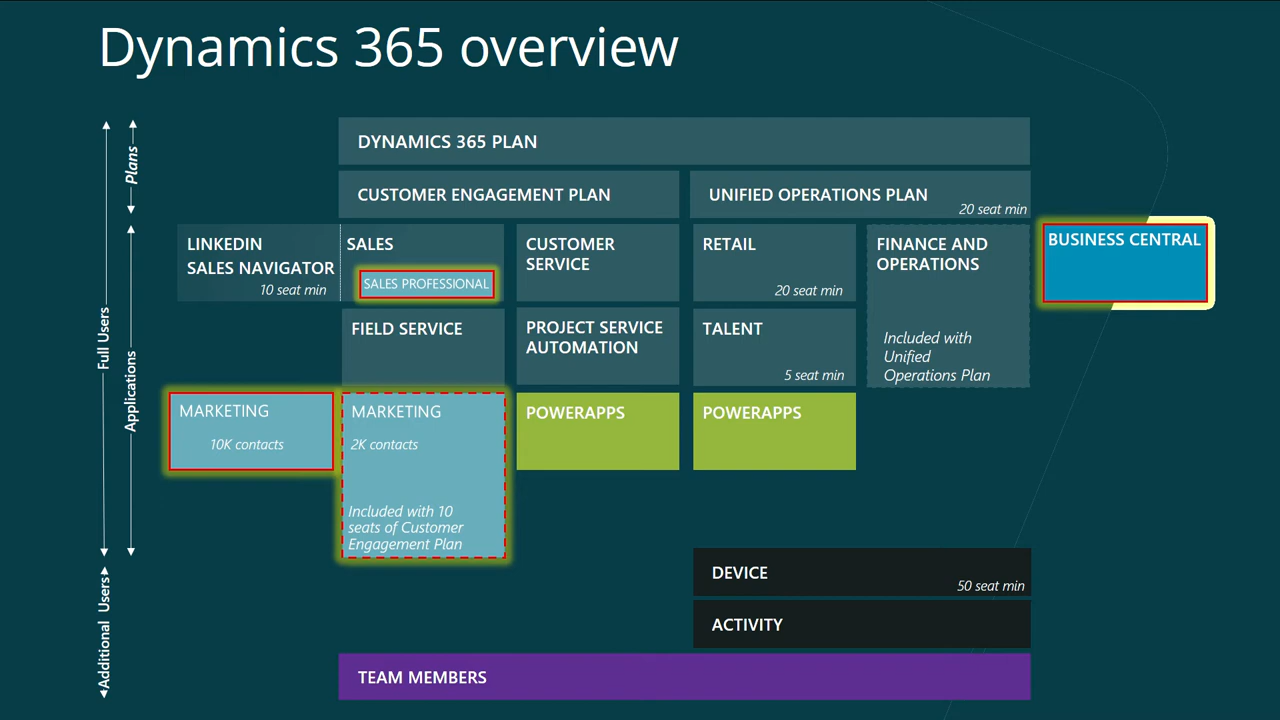 Dynamics 365 overview
Plans
Full Users
Applications
Additional Users
DYNAMICS 365 PLAN
CUSTOMER ENGAGEMENT PLAN
UNIFIED OPERATIONS PLAN
20 seat min
LINKEDIN
SALES NAVIGATOR
10 seat min
SALES
SALES PROFESSIONAL
CUSTOMER
SERVICE
RETAIL
20 seat min
FINANCE AND
OPERATIONS
Included with
Unified
Operations Plan
BUSINESS CENTRAL
FIELD SERVICE
PROJECT SERVICE
AUTOMATION
TALENT
5 seat min
MARKETING
10K contacts
MARKETING
2K contacts
Included with 10
seats of Customer
Engagement Plan
POWERAPPS
POWERAPPS
DEVICE
50 seat min
ACTIVITY
TEAM MEMBERS